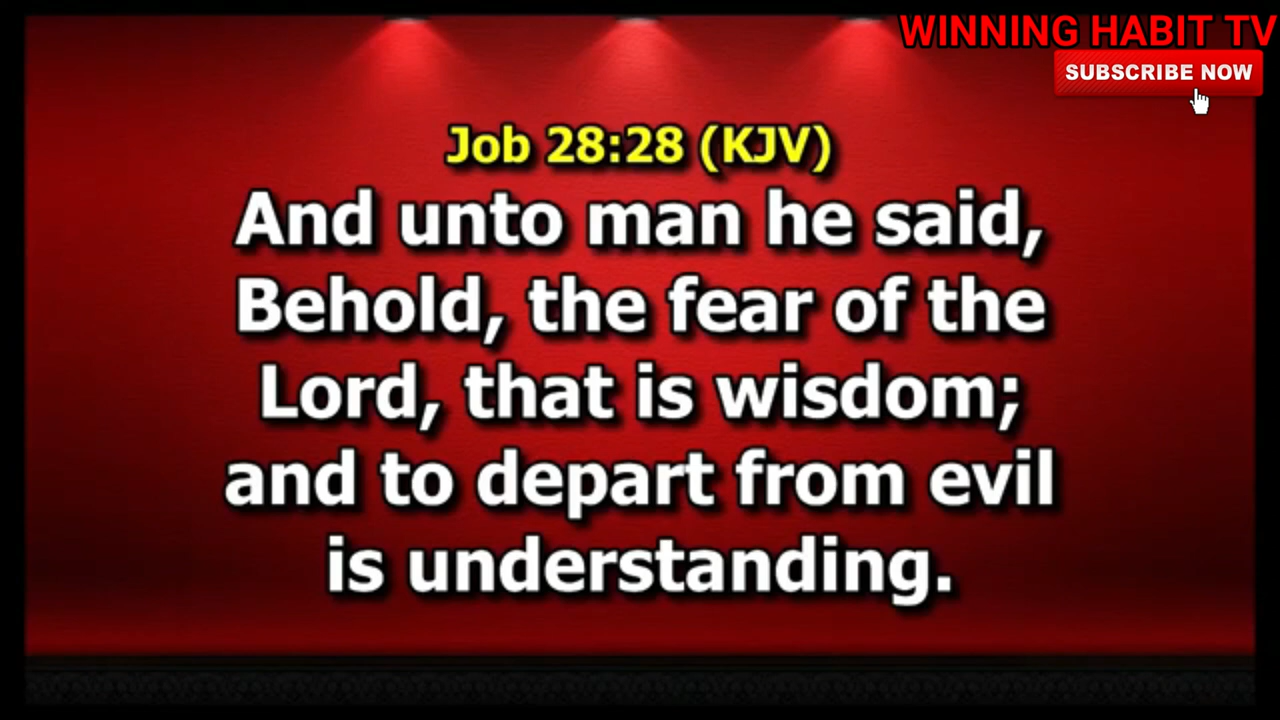 WINNING HABIT TV
SUBSCRIBE NOW
Job 28:28 (KJV)
And unto man he said,
Behold, the fear of the
Lord, that is wisdom;
and to depart from evil
is understanding.